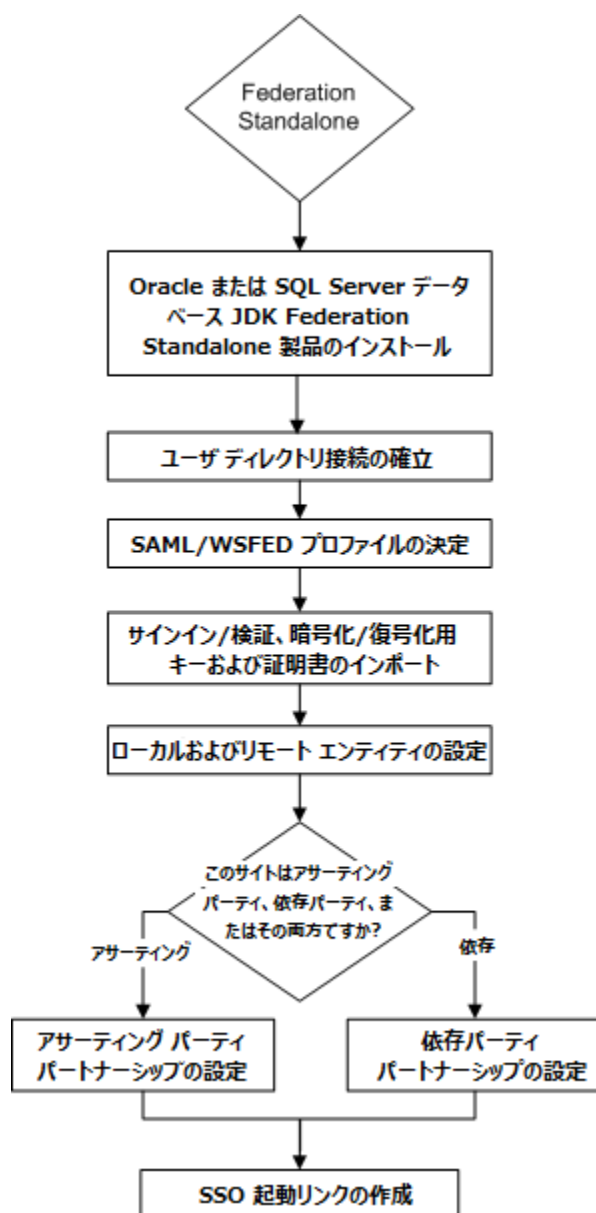 Federation
Standalone
Oracle または SQL Server データ
ベース JDK Federation
Standalone 製品のインストール
ユーザ ディレクトリ接続の確立
SAML/WSFED プロファイルの決定
サインイン/検証、暗号化/復号化用
キーおよび証明書のインポート
ローカルおよびリモート エンティティの設定
このサイトはアサーティング
パーティ、依存パーティ、ま
たはその両方ですか?
アサーティング
依存
アサーティング パーティ
パートナーシップの設定
依存パーティ
パートナーシップの設定
SSO 起動リンクの作成